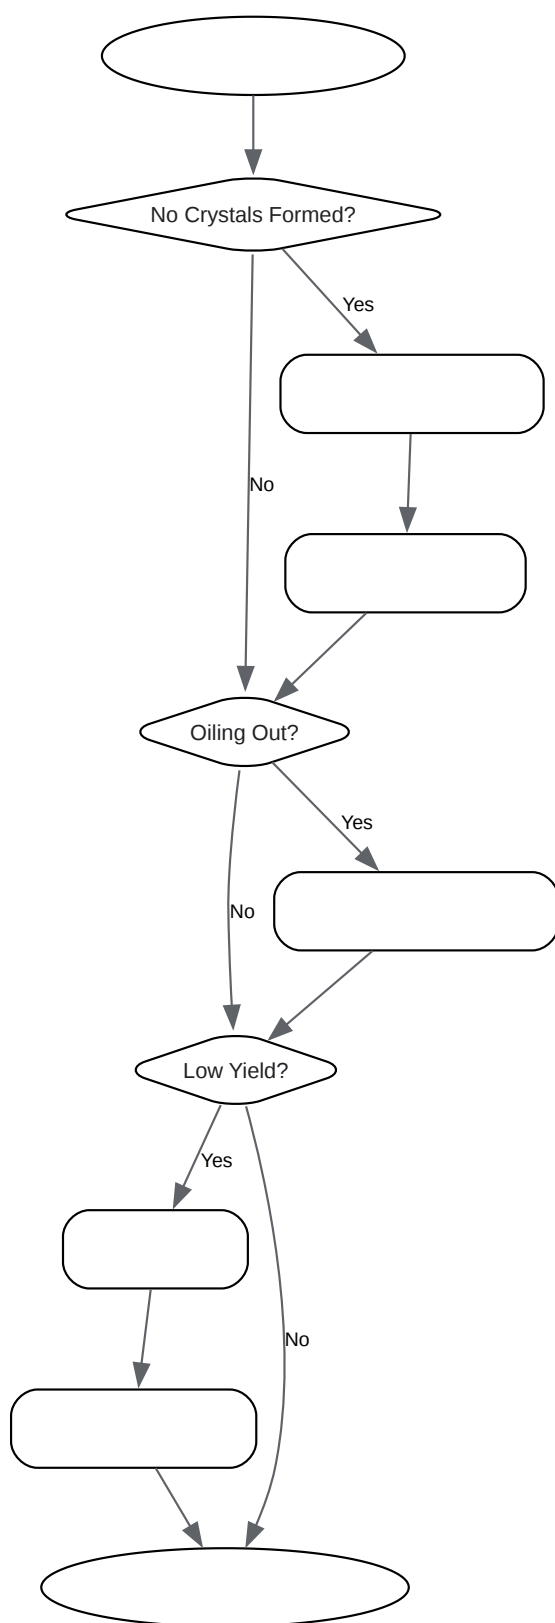 No Crystals Formed?
Yes
No
Oiling Out?
Yes
No
Low Yield?
Yes
No